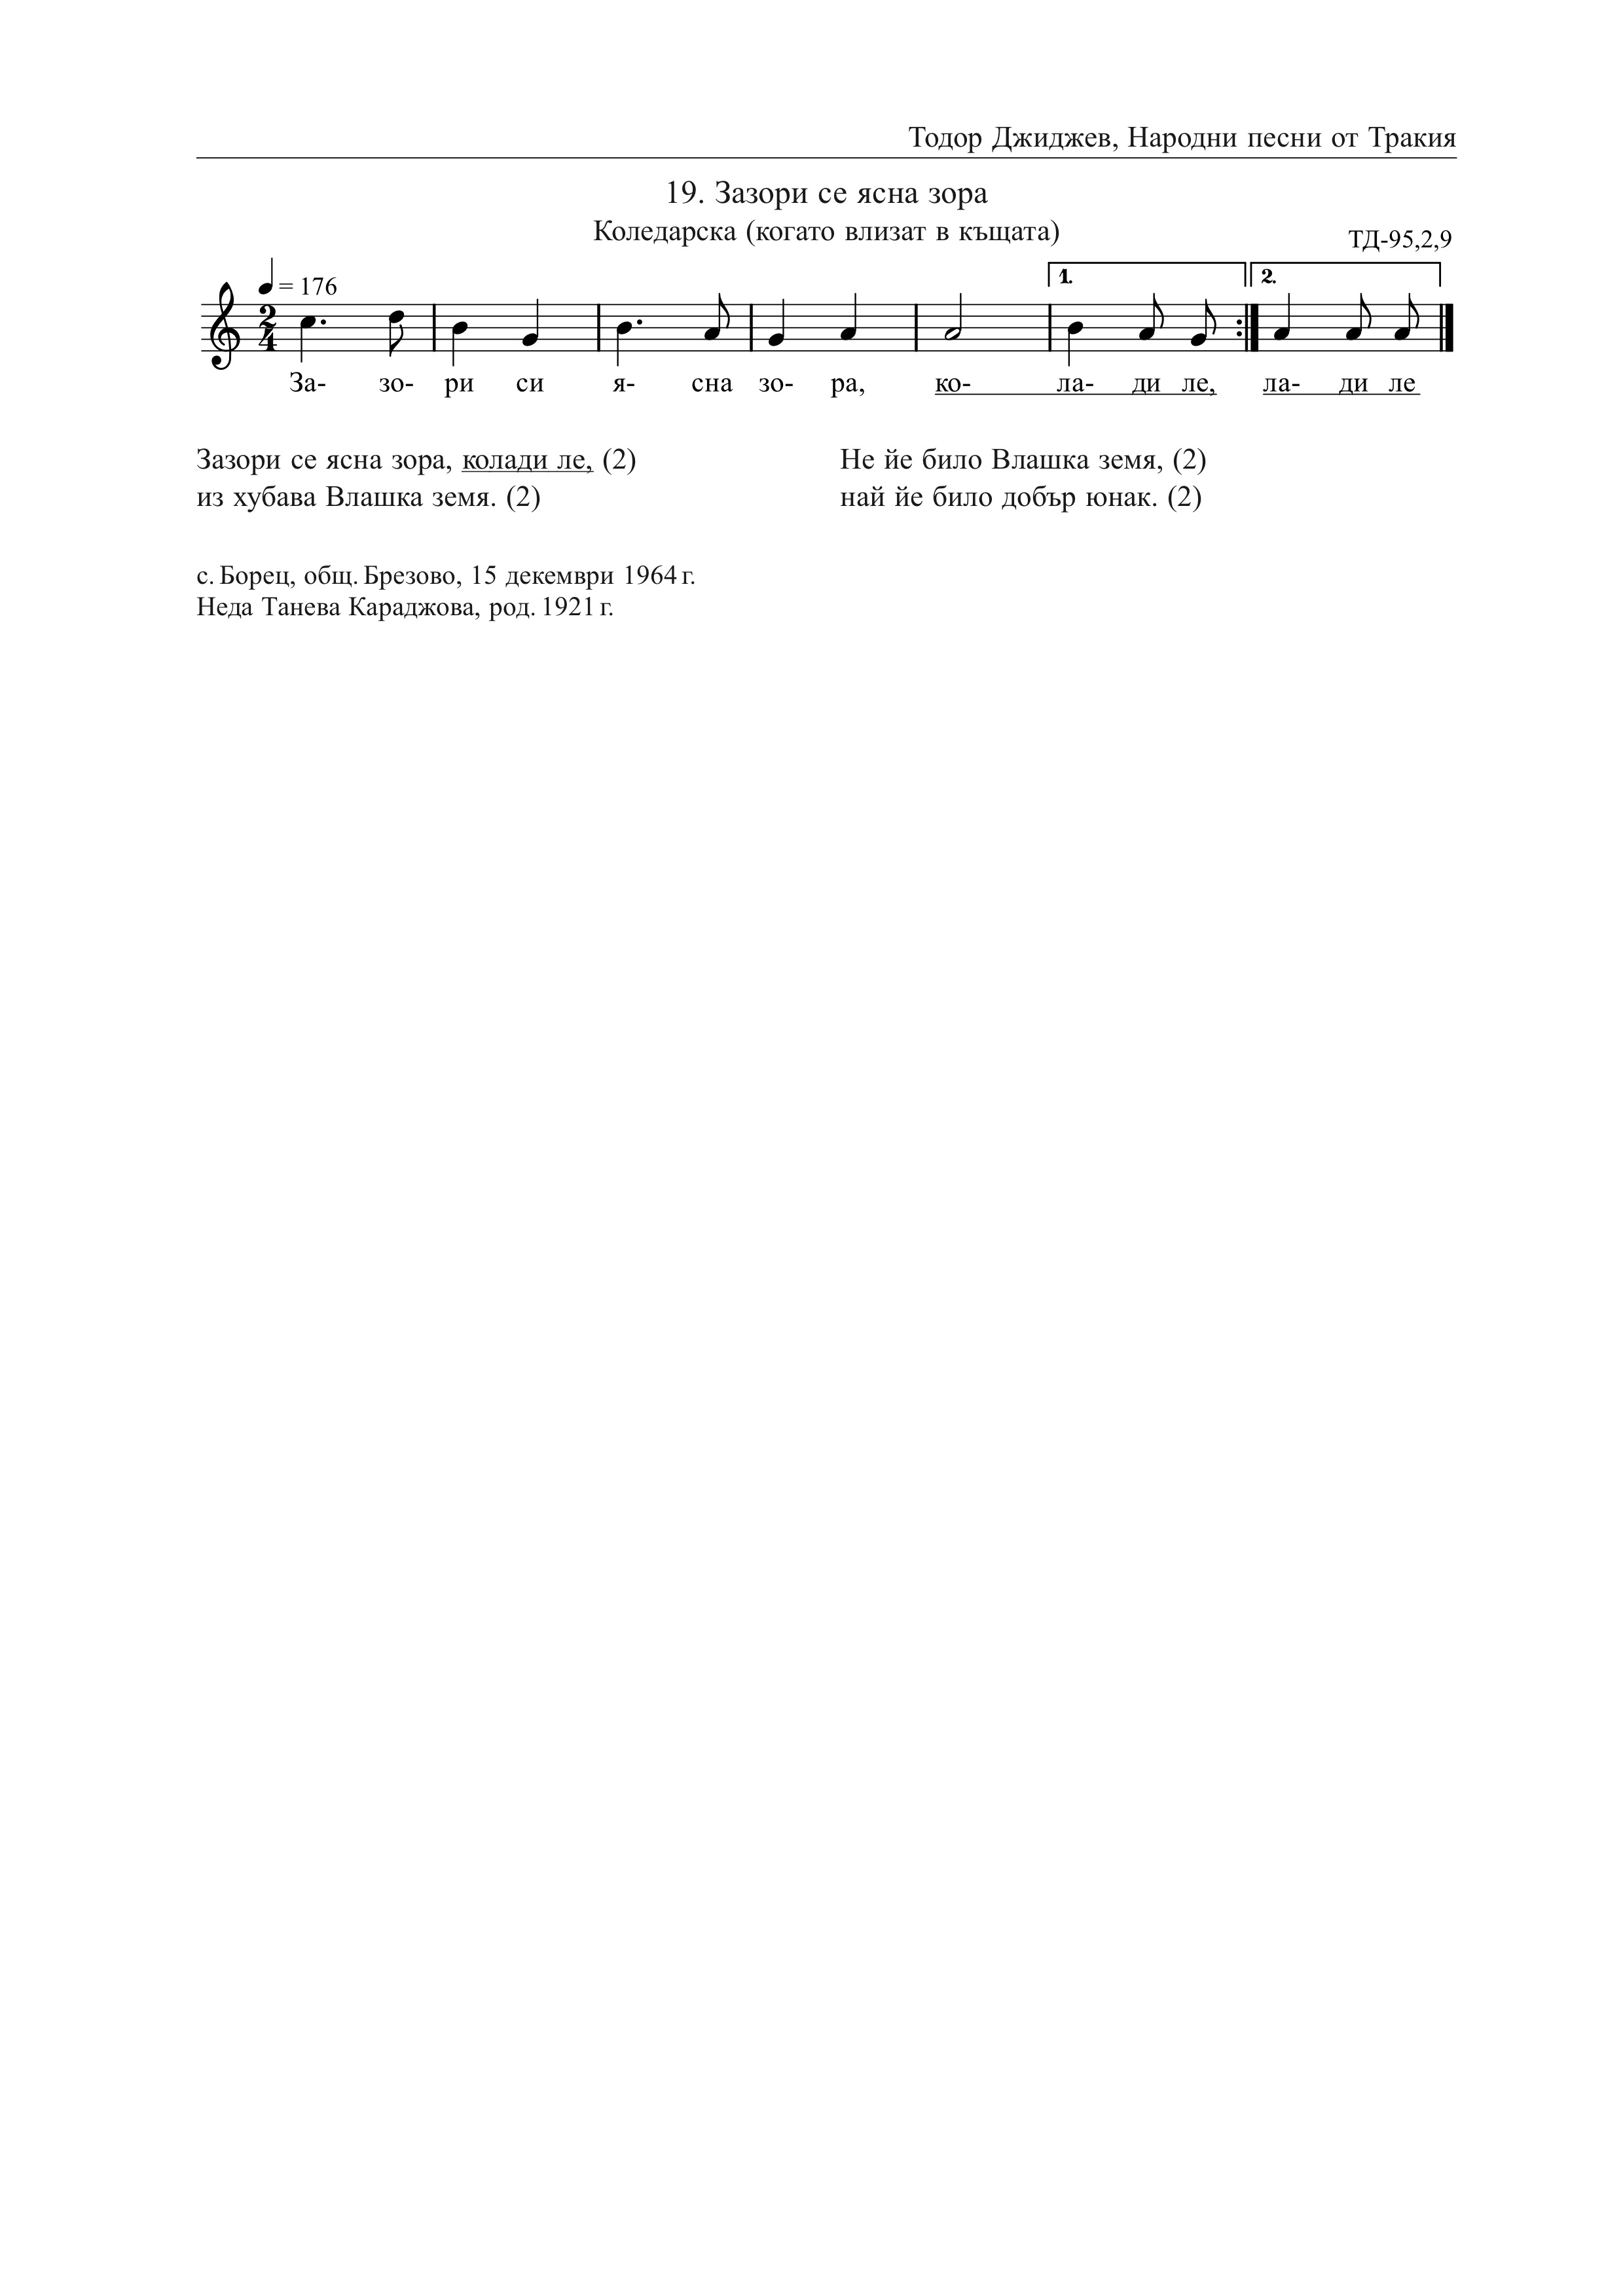 Тодор Джиджев, Народни песни от Тракия
19. Зазори се ясна зора
Коледарска (когато влизат в къщата)
ТД-95,2,9
= 176
1. 2.
2
4
За- зо- ри си я- сна зо- ра, ко- ла- ди ле, ла- ди ле
Зазори се ясна зора, колади ле, (2)
из хубава Влашка земя. (2)
Не йе било Влашка земя, (2)
най йе било добър юнак. (2)
с. Борец, общ. Брезово, 15 декември 1964 г.
Неда Танева Караджова, род. 1921 г.